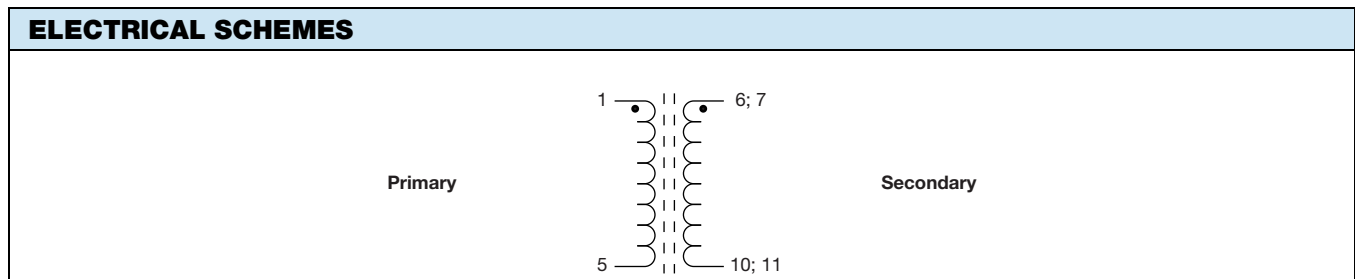 ELECTRICAL SCHEMES
1 6; 7
Primary Secondary
5 10; 11